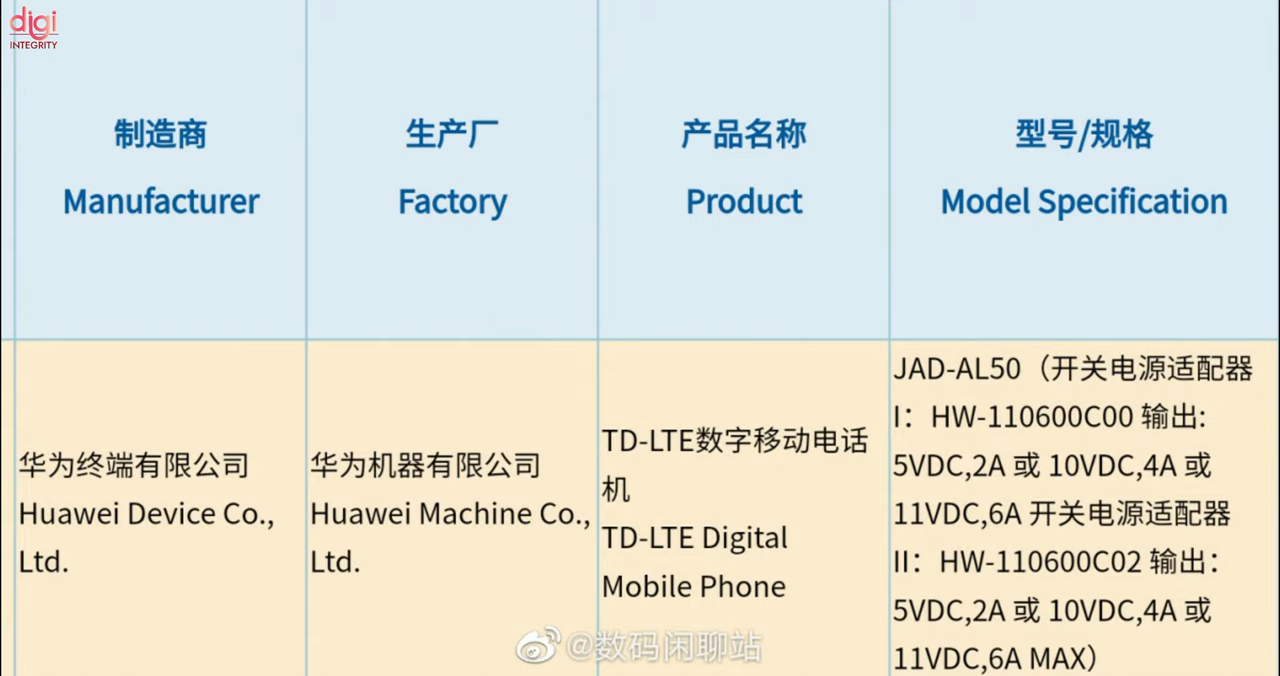 digi
INTEGRITY
制造商
Manufacturer
生产厂
Factory
产品名称
Product
型号/规格
Model Specification
华为终端有限公司
Huawei Device Co.,
Ltd.
华为机器有限公司
Huawei Machine Co.,
Ltd.
TD-LTE数字移动电话
机
TD-LTE Digital
Mobile Phone
JAD-AL50（开关电源适配器
I：HW-110600C00 输出:
5VDC,2A 或 10VDC,4A 或
11VDC,6A 开关电源适配器
II：HW-110600C02 输出：
5VDC,2A 或 10VDC,4A 或
11VDC,6A MAX）
@数码闲聊站